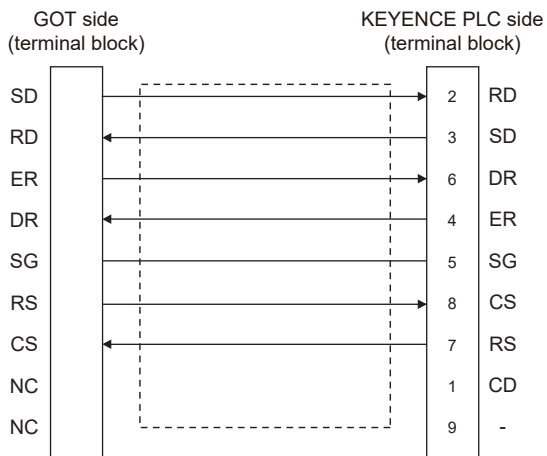 GOT side KEYENCE PLC side
(terminal block) (terminal block)
SD 2 RD
RD 3 SD
ER 6 DR
DR 4 ER
SG 5 SG
RS 8 CS
CS 7 RS
NC 1 CD
NC 9 -